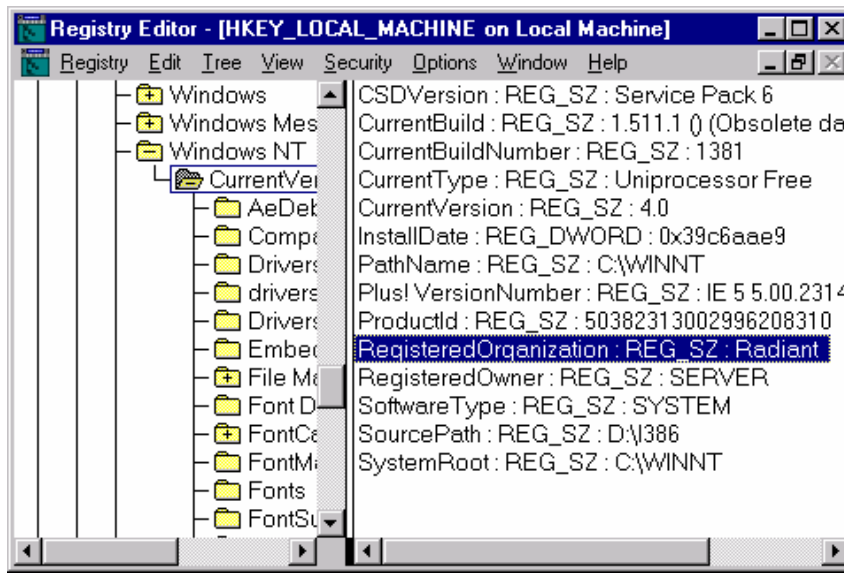 Registry Editor - [HKEY_LOCAL_MACHINE on Local Machine]
Registry Edit Tree View Security Options Window Help
Windows
Windows Mes
Windows NT
CurrentVer
AeDeb
Compa
Drivers
drivers
Drivers
Embed
File Ma
Font D
FontCa
FontMa
Fonts
FontSu
CSDVersion : REG_SZ : Service Pack 6
CurrentBuild : REG_SZ : 1.511.1 () (Obsolete da
CurrentBuildNumber : REG_SZ : 1381
CurrentType : REG_SZ : Uniprocessor Free
CurrentVersion : REG_SZ : 4.0
InstallDate : REG_DWORD : 0x39c6aae9
PathName : REG_SZ : C:\WINNT
Plus! VersionNumber : REG_SZ : IE 5 5.00.2314
ProductId : REG_SZ : 50382313002996208310
RegisteredOrganization : REG_SZ : Radiant
RegisteredOwner : REG_SZ : SERVER
SoftwareType : REG_SZ : SYSTEM
SourcePath : REG_SZ : D:\I386
SystemRoot : REG_SZ : C:\WINNT